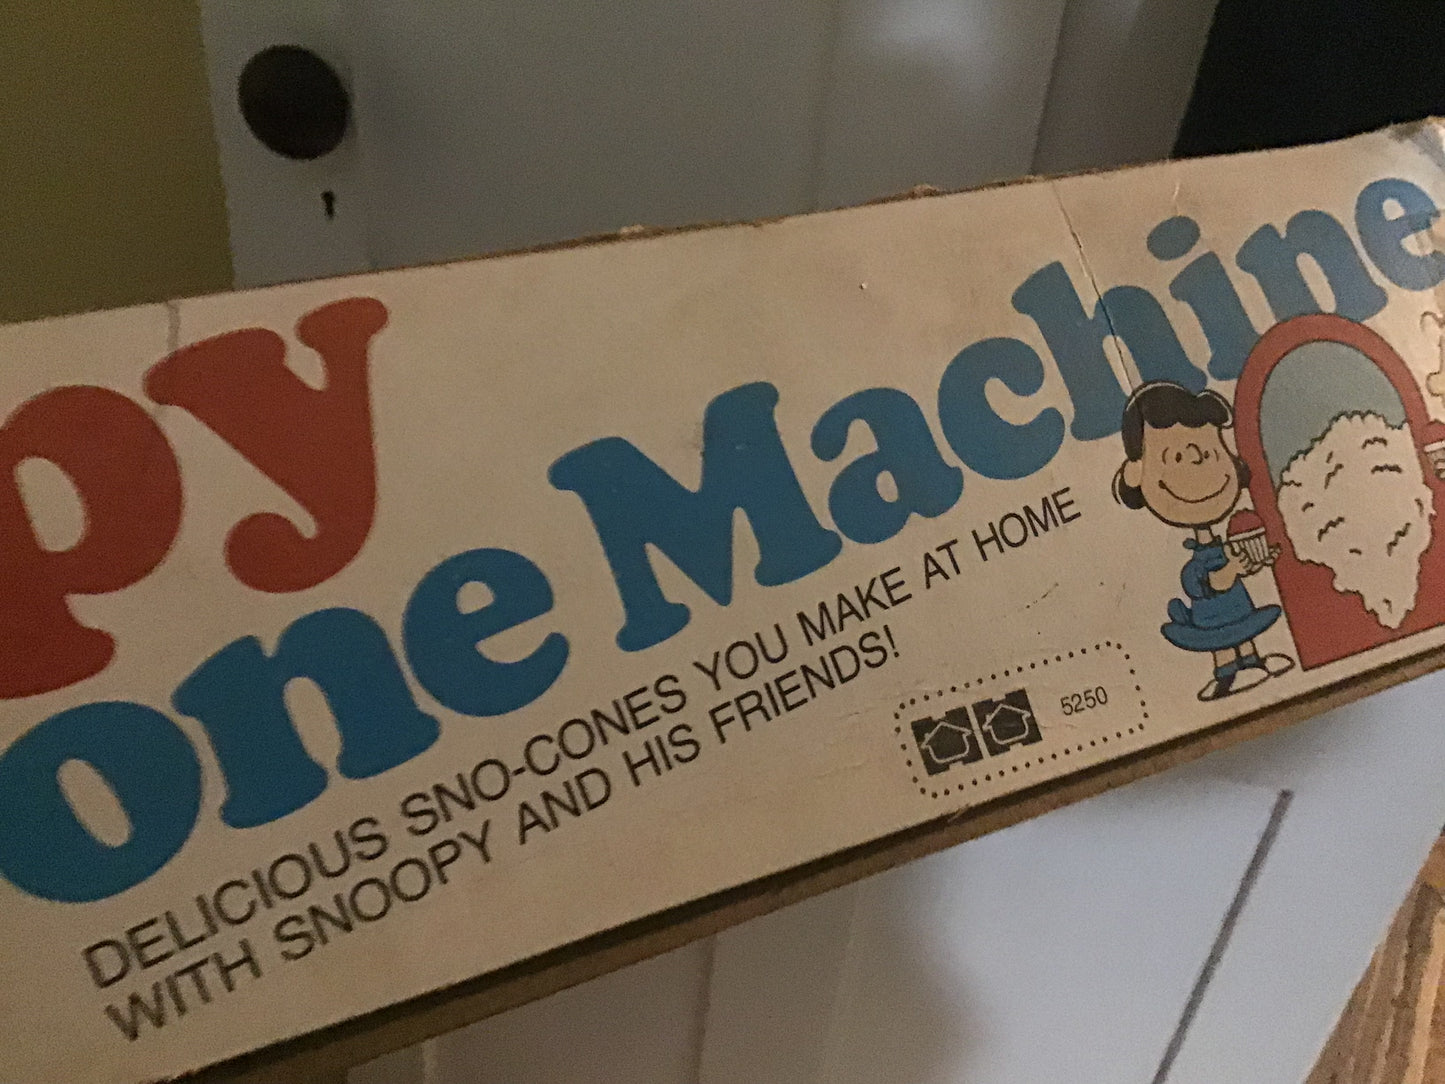 py
one Machine
DELICIOUS SNO-CONES YOU MAKE AT HOME
WITH SNOOPY AND HIS FRIENDS!
5250